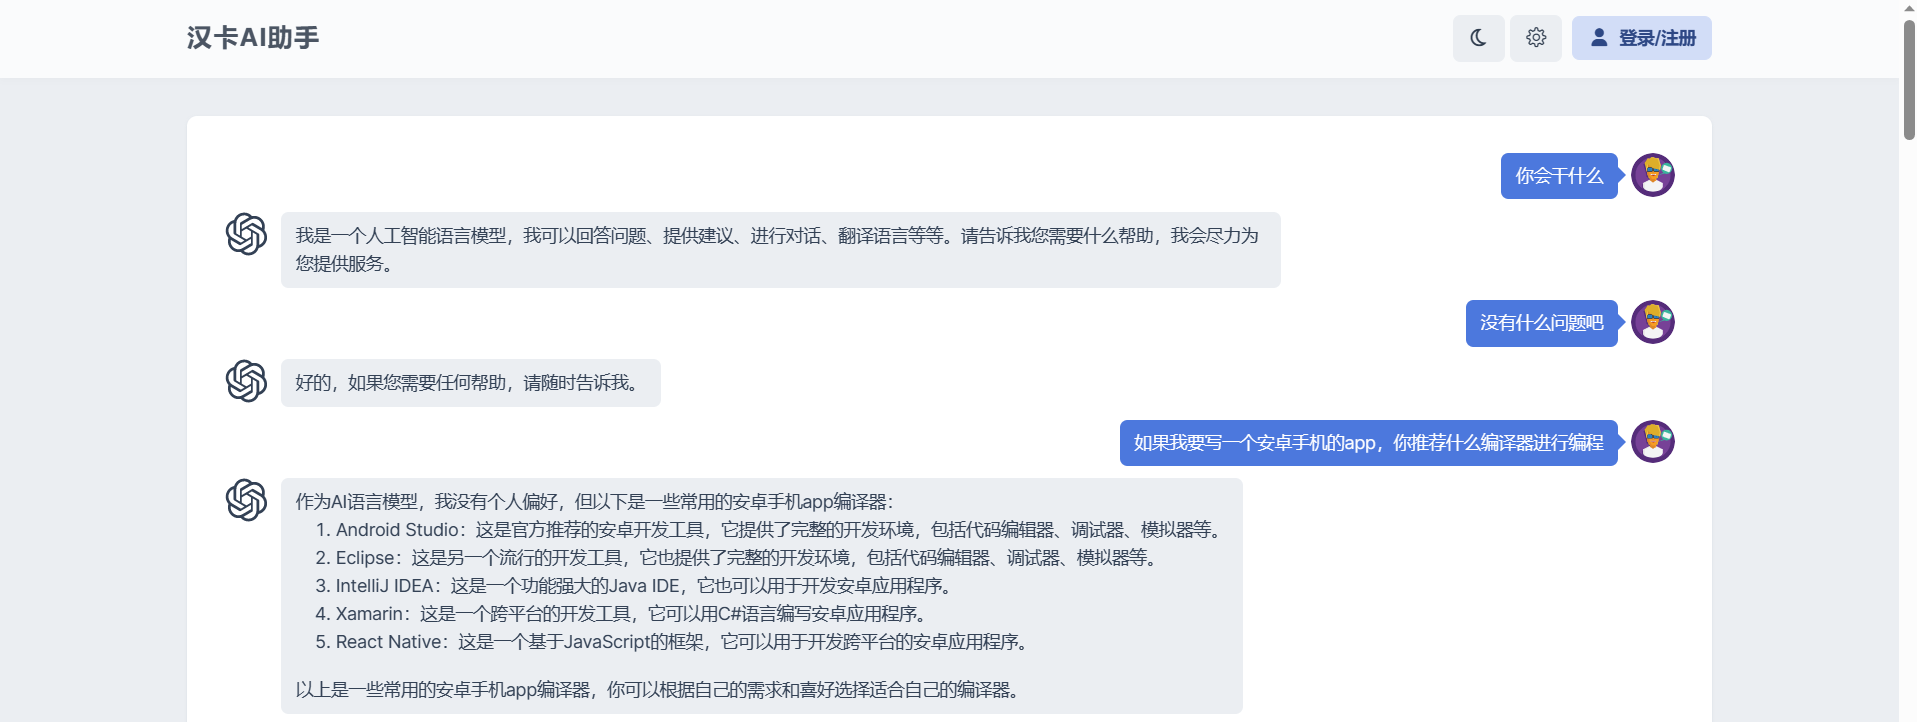 汉卡AI助手
登录/注册
你会干什么
我是一个人工智能语言模型，我可以回答问题、提供建议、进行对话、翻译语言等等。请告诉我您需要什么帮助，我会尽力为
您提供服务。
没有什么问题吧
好的，如果您需要任何帮助，请随时告诉我。
如果我要写一个安卓手机的app，你推荐什么编译器进行编程
作为AI语言模型，我没有个人偏好，但以下是一些常用的安卓手机app编译器：
1. Android Studio：这是官方推荐的安卓开发工具，它提供了完整的开发环境，包括代码编辑器、调试器、模拟器等。
2. Eclipse：这是另一个流行的开发工具，它也提供了完整的开发环境，包括代码编辑器、调试器、模拟器等。
3. IntelliJ IDEA：这是一个功能强大的Java IDE，它也可以用于开发安卓应用程序。
4. Xamarin：这是一个跨平台的开发工具，它可以用C#语言编写安卓应用程序。
5. React Native：这是一个基于JavaScript的框架，它可以用于开发跨平台的安卓应用程序。
以上是一些常用的安卓手机app编译器，你可以根据自己的需求和喜好选择适合自己的编译器。